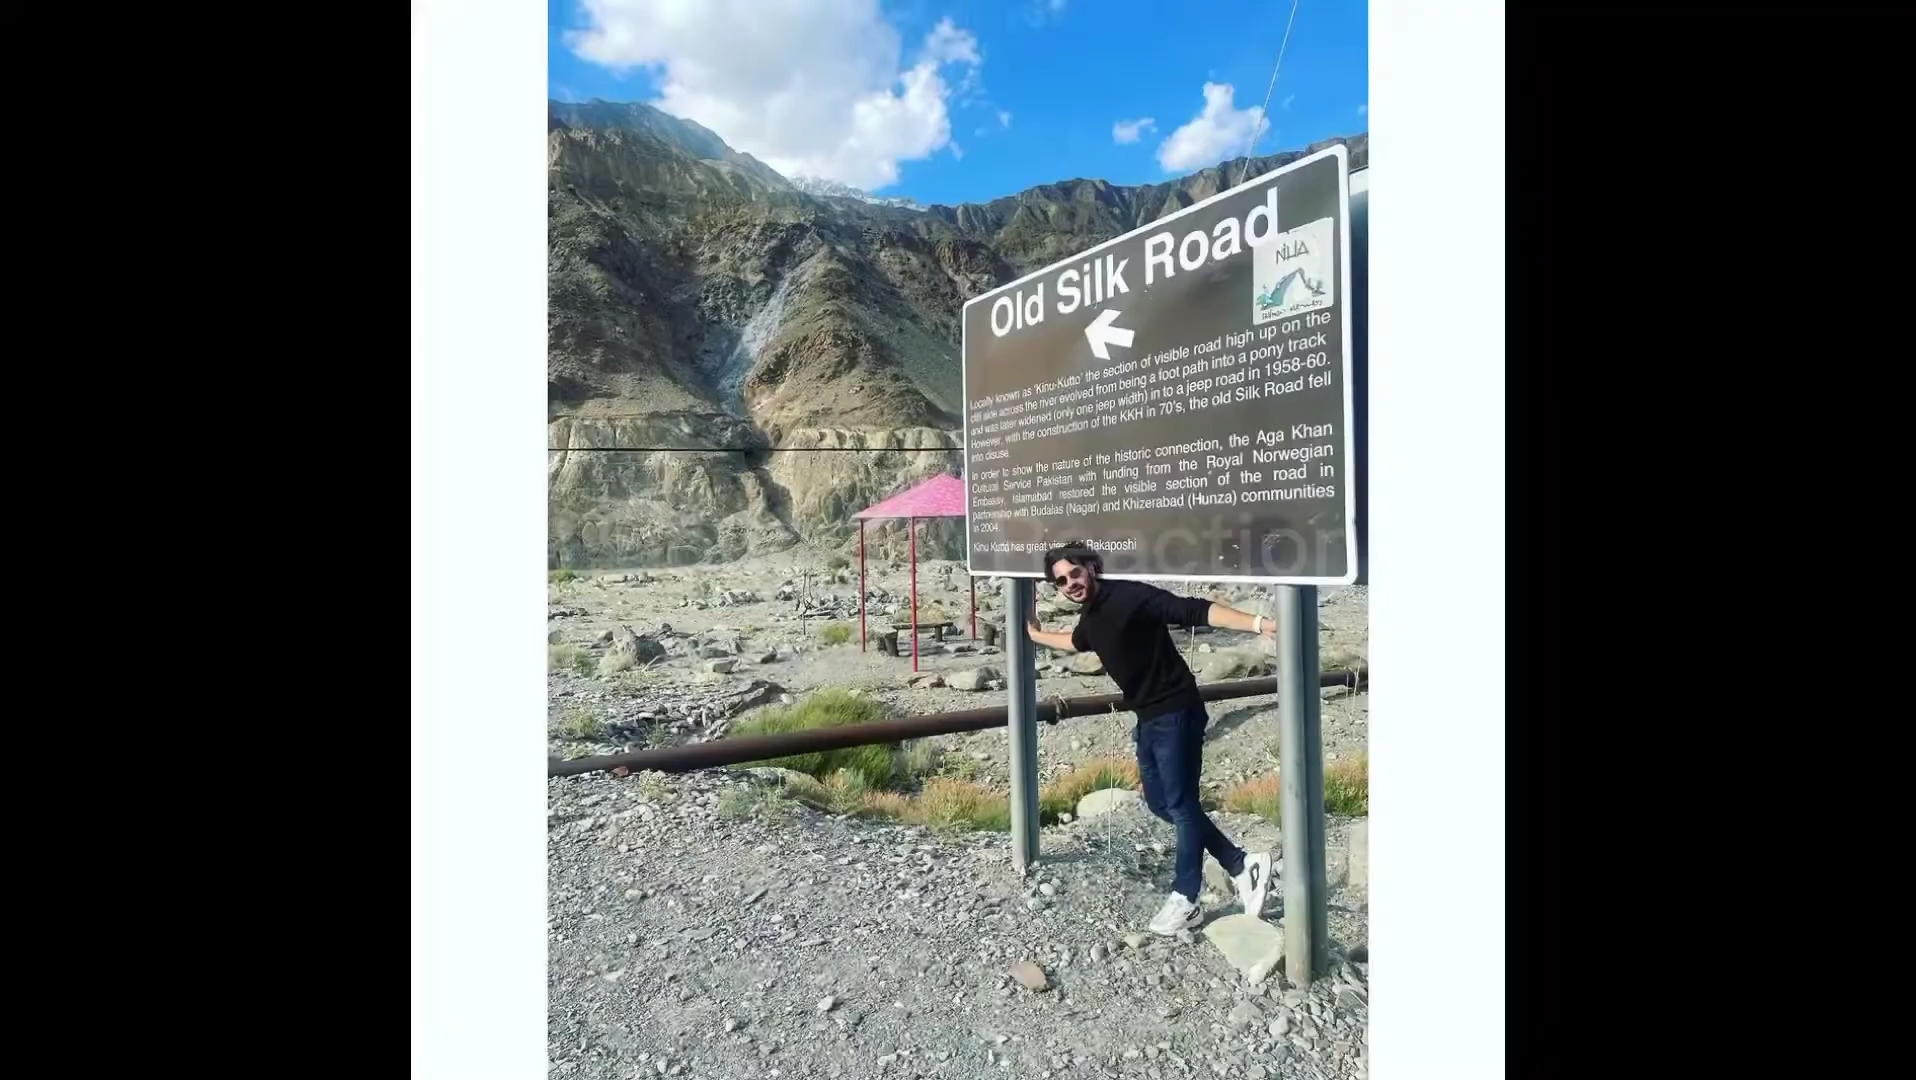 Old Silk Road
NHA
Locally known as 'Kinu-Kutto' the section of visible road high up on the
cliff side across the river evolved from being a foot path into a pony track
and was later widened (only one jeep width) in to a jeep road in 1958-60.
However, with the construction of the KKH in 70's, the old Silk Road fell
into disuse.
In order to show the nature of the historic connection, the Aga Khan
Cultural Service Pakistan with funding from the Royal Norwegian
Embassy, Islamabad restored the visible section of the road in
partnership with Budalas (Nagar) and Khizerabad (Hunza) communities
in 2004.
Kinu Kutto has great view Rakaposhi
Reaction